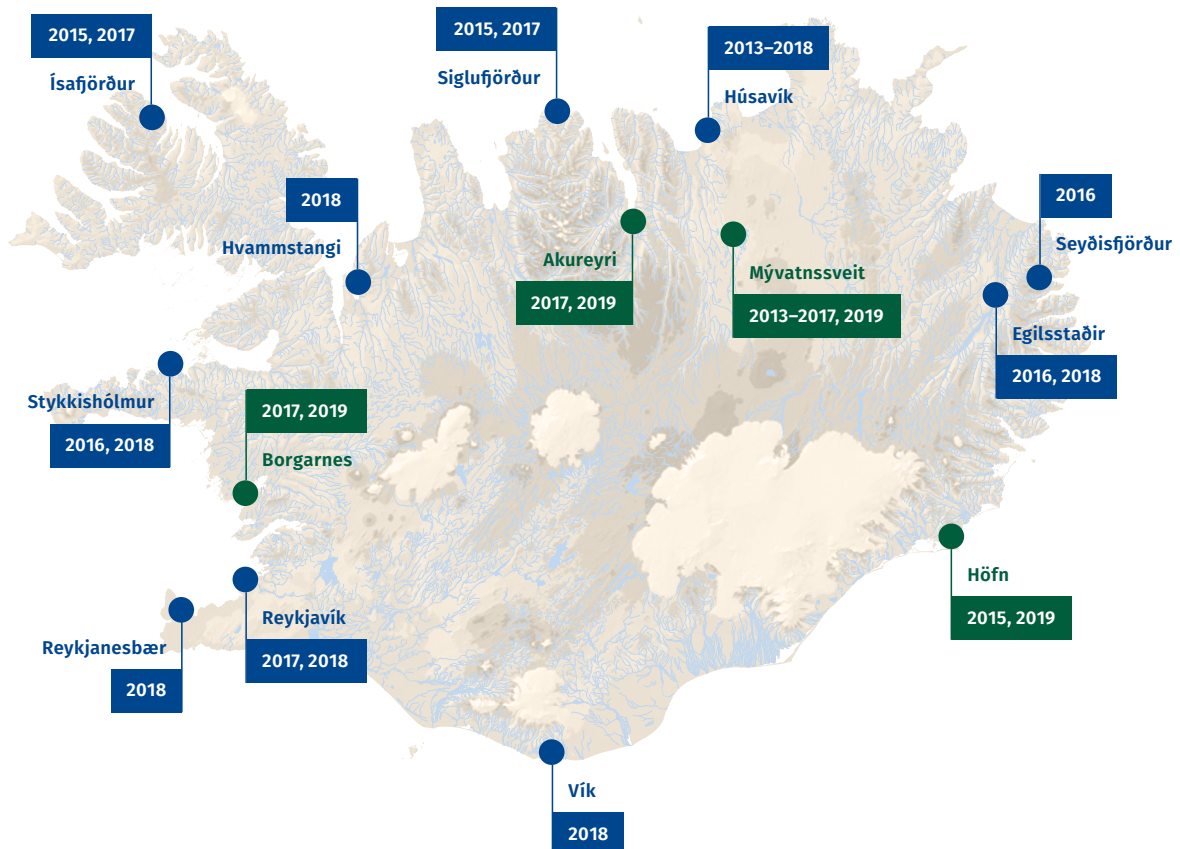 2015, 2017
Ísafjörður
2015, 2017
Siglufjörður
2013–2018
Húsavík
2018
Hvammstangi
2016
Seyðisfjörður
Akureyri
2017, 2019
Mývatnssveit
2013–2017, 2019
Egilsstaðir
2016, 2018
Stykkishólmur
2016, 2018
2017, 2019
Borgarnes
Höfn
2015, 2019
Reykjavík
2017, 2018
Reykjanesbær
2018
Vík
2018